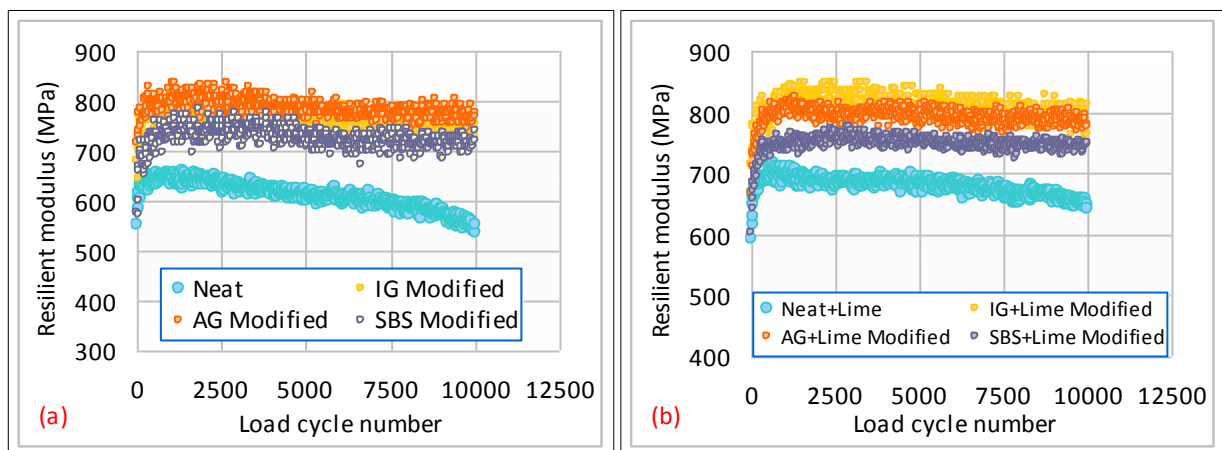 900
800
700
600
500
400
300
Resilient modulus (MPa)
Neat
IG Modified
AG Modified
SBS Modified
0 2500 5000 7500 10000 12500
(a)
Load cycle number
900
800
700
600
500
400
Resilient modulus (MPa)
Neat+Lime
IG+Lime Modified
AG+Lime Modified
SBS+Lime Modified
0 2500 5000 7500 10000 12500
(b)
Load cycle number